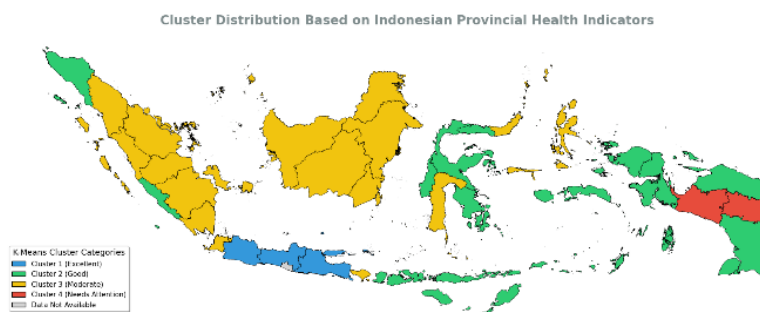 Cluster Distribution Based on Indonesian Provincial Health Indicators
K Means Cluster Categories
Cluster 1 (Excellent)
Cluster 2 (Good)
Cluster 3 (Moderate)
Cluster 4 (Needs Attention)
Data Not Available